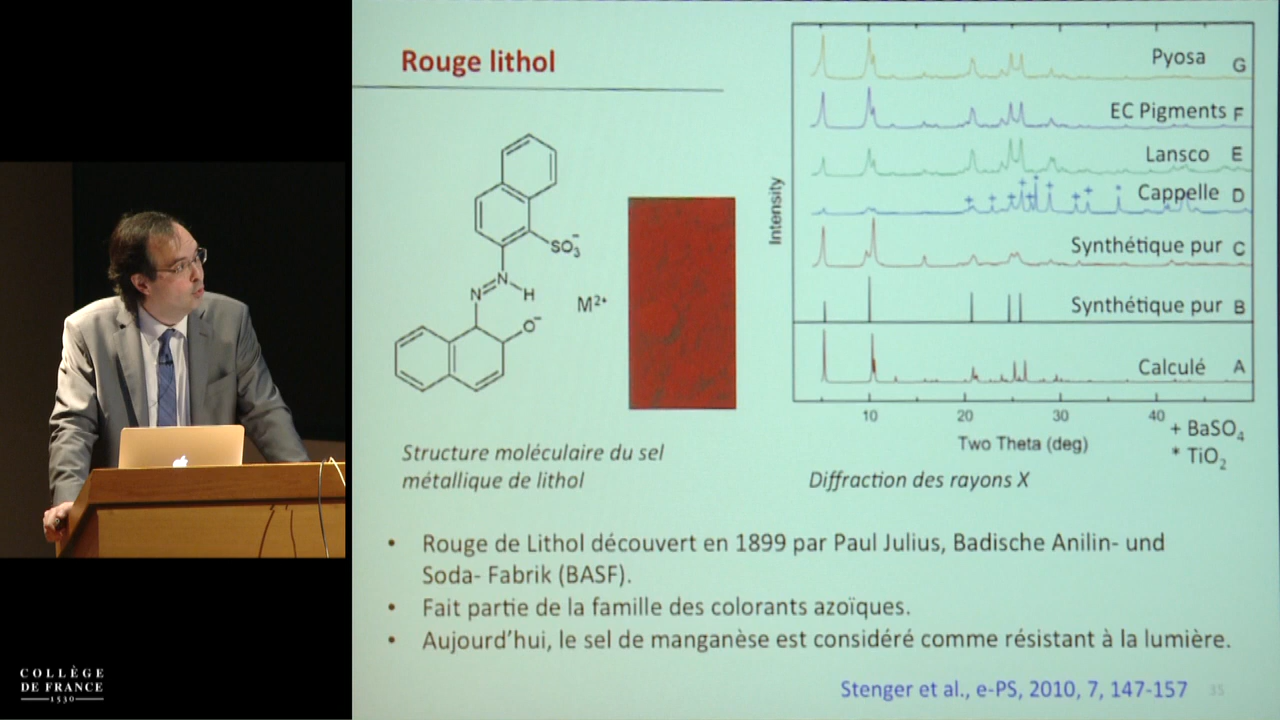 Rouge lithol
SO3-
N
N
H
O-
M2+
Structure moléculaire du sel
métallique de lithol
Intensity
Pyosa G
EC Pigments F
Lansco E
Cappelle D
Synthétique pur C
Synthétique pur B
Calculé A
10 20 30 40
Two Theta (deg)
+ BaSO4
* TiO2
Diffraction des rayons X
• Rouge de Lithol découvert en 1899 par Paul Julius, Badische Anilin- und
Soda- Fabrik (BASF).
• Fait partie de la famille des colorants azoïques.
• Aujourd’hui, le sel de manganèse est considéré comme résistant à la lumière.
Stenger et al., e-PS, 2010, 7, 147-157
35
COLLÈGE
DE FRANCE
1530